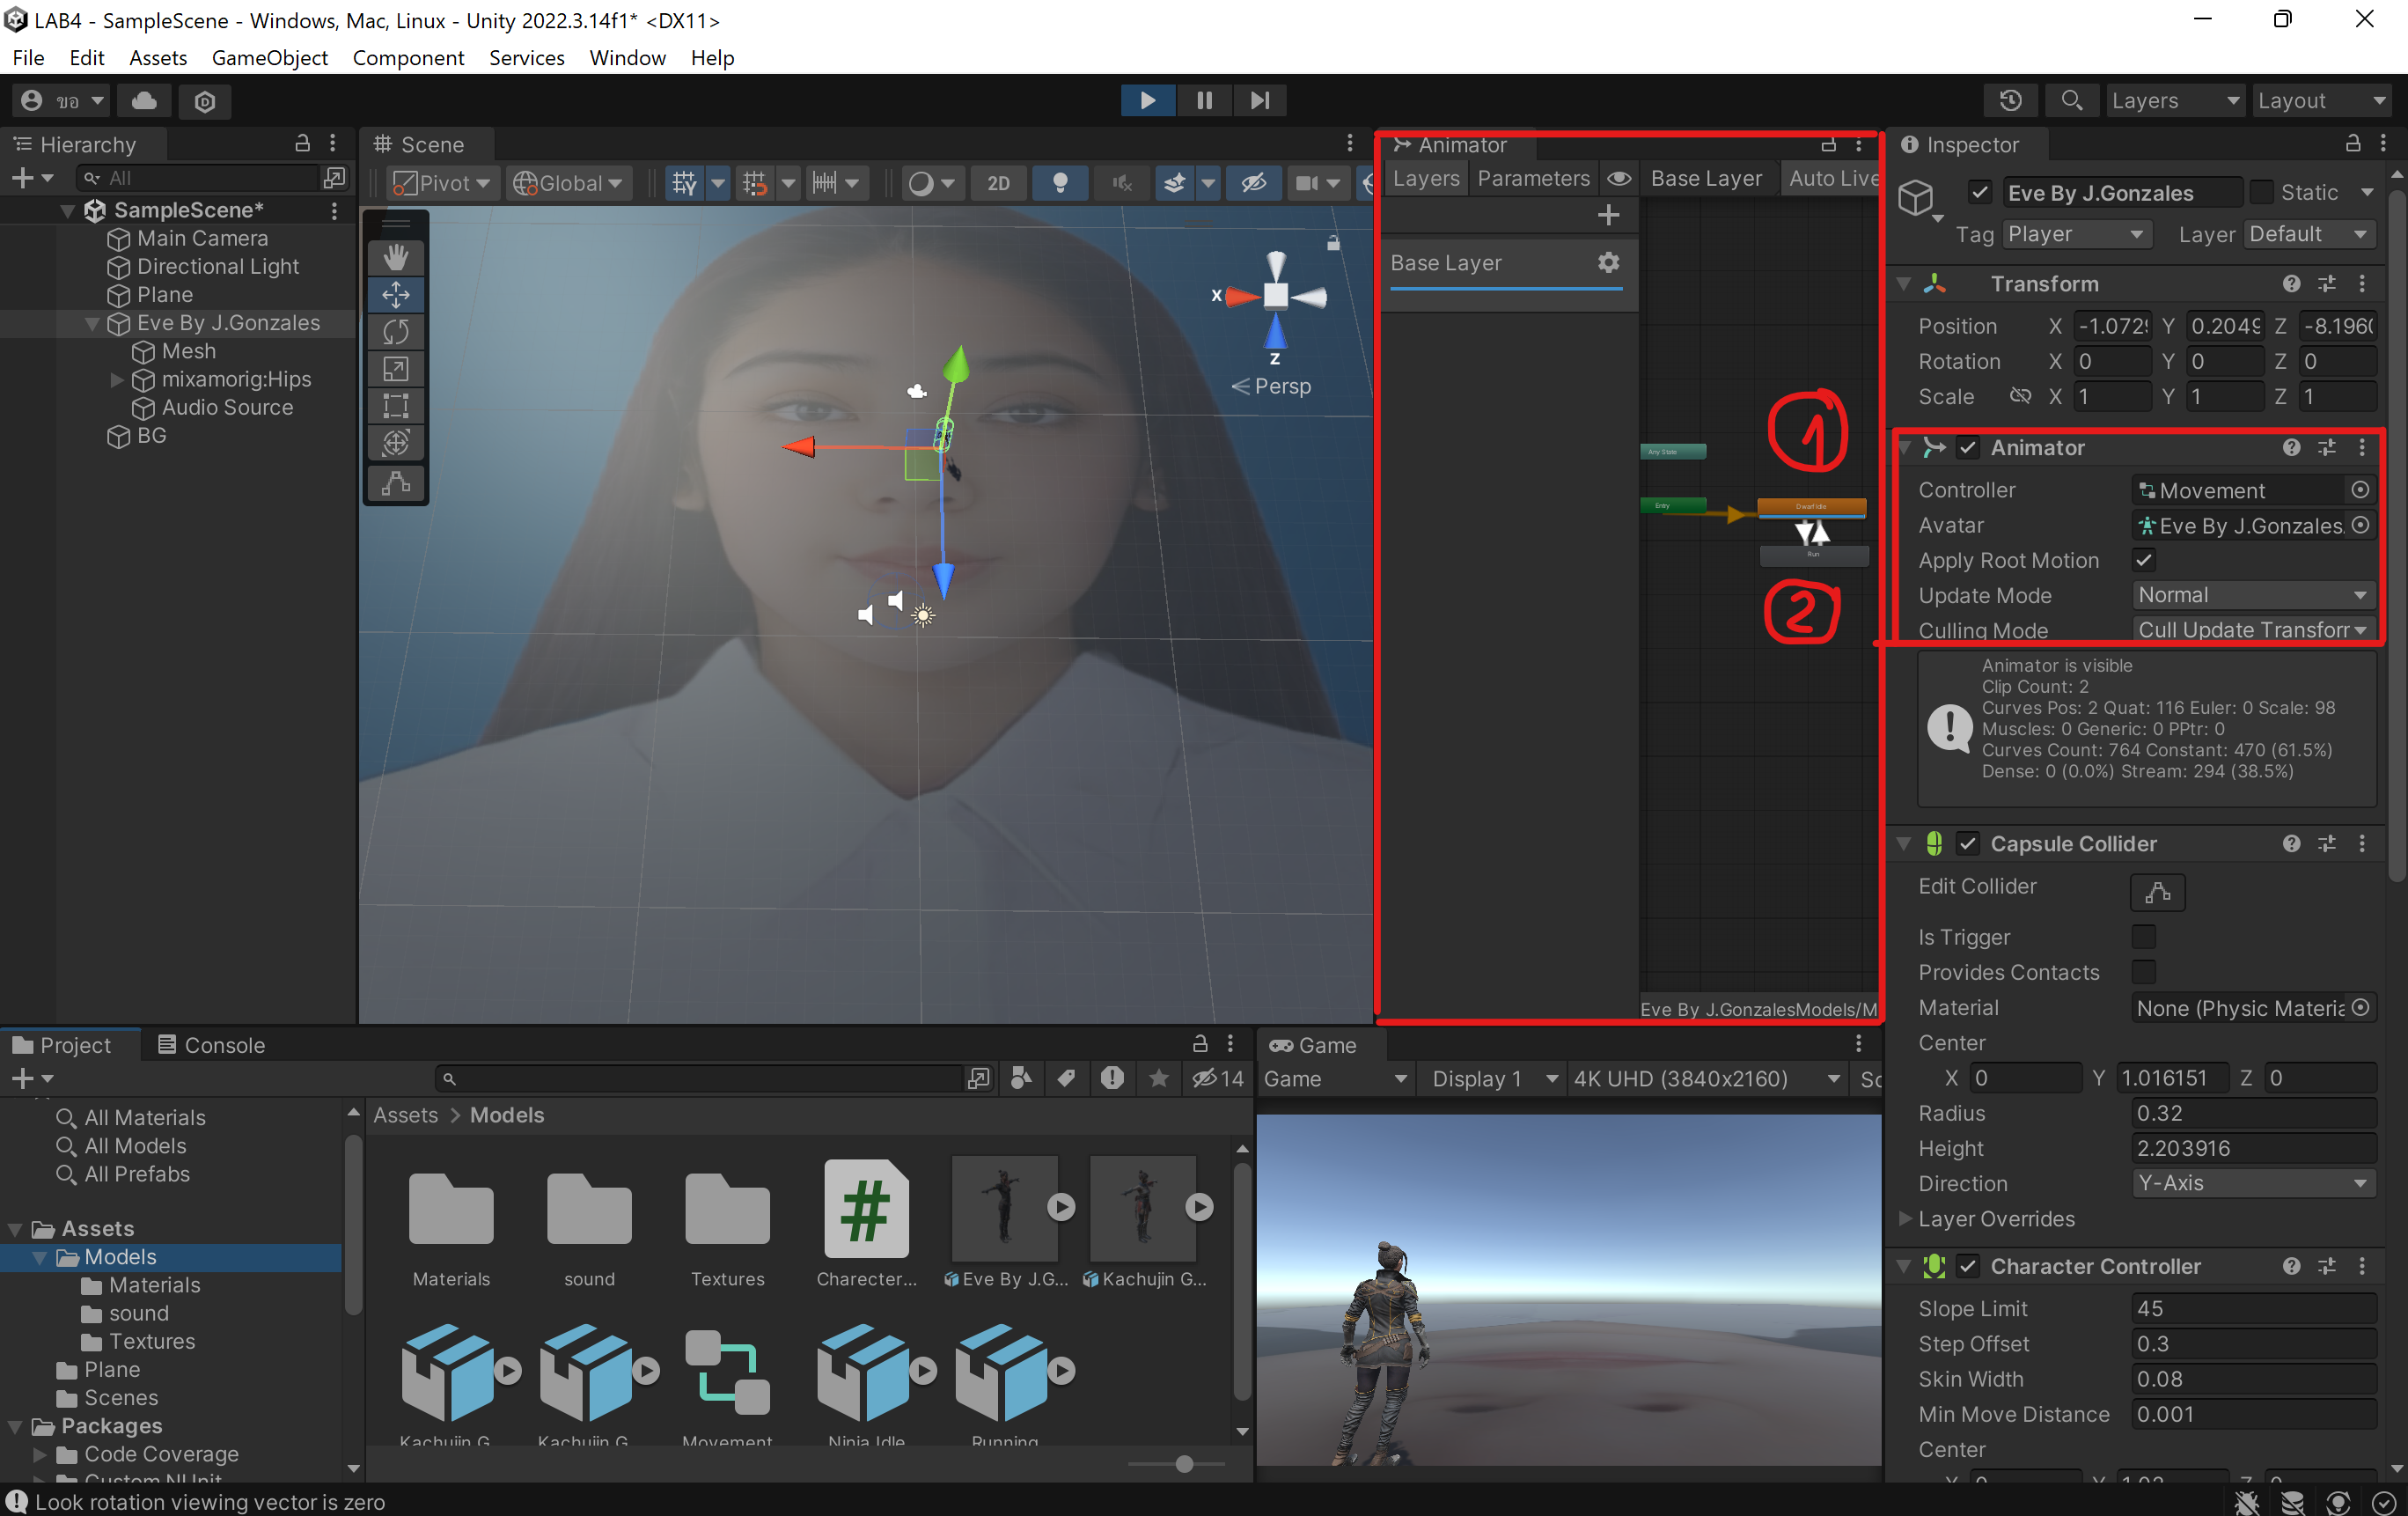 LAB4 - SampleScene - Windows, Mac, Linux - Unity 2022.3.14f1* <DX11>
File Edit Assets GameObject Component Services Window Help
ขอ
Layers Layout
Hierarchy
All
SampleScene*
Main Camera
Directional Light
Plane
Eve By J.Gonzales
Mesh
mixamorig:Hips
Audio Source
BG
Scene
Pivot Global 2D
X
Z
Persp
Animator
Layers Parameters Base Layer Auto Live
Base Layer
1
Any State
Entry
Dwarf Idle
Run
2
Eve By J.GonzalesModels/M
Inspector
Eve By J.Gonzales Static
Tag Player Layer Default
Transform
Position X -1.072 Y 0.2049 Z -8.196
Rotation X 0 Y 0 Z 0
Scale X 1 Y 1 Z 1
Animator
Controller Movement
Avatar Eve By J.Gonzales
Apply Root Motion
Update Mode Normal
Culling Mode Cull Update Transfor
Animator is visible
Clip Count: 2
Curves Pos: 2 Quat: 116 Euler: 0 Scale: 98
Muscles: 0 Generic: 0 PPtr: 0
Curves Count: 764 Constant: 470 (61.5%)
Dense: 0 (0.0%) Stream: 294 (38.5%)
Capsule Collider
Edit Collider
Is Trigger
Provides Contacts
Material None (Physic Materia
Center
X 0 Y 1.016151 Z 0
Radius 0.32
Height 2.203916
Direction Y-Axis
Layer Overrides
Character Controller
Slope Limit 45
Step Offset 0.3
Skin Width 0.08
Min Move Distance 0.001
Center
Project Console
14
All Materials
All Models
All Prefabs
Assets
Models
Materials
sound
Textures
Plane
Scenes
Packages
Code Coverage
Custom NUnit
Assets > Models
Materials sound Textures Charecter... Eve By J.G... Kachujin G...
Kachujin G Kachujin G Movement Ninja Idle Running
Game
Game Display 1 4K UHD (3840x2160) Sc
Look rotation viewing vector is zero